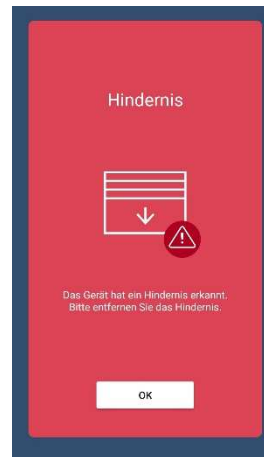 Hindernis
Das Gerät hat ein Hindernis erkannt.
Bitte entfernen Sie das Hindernis.
OK